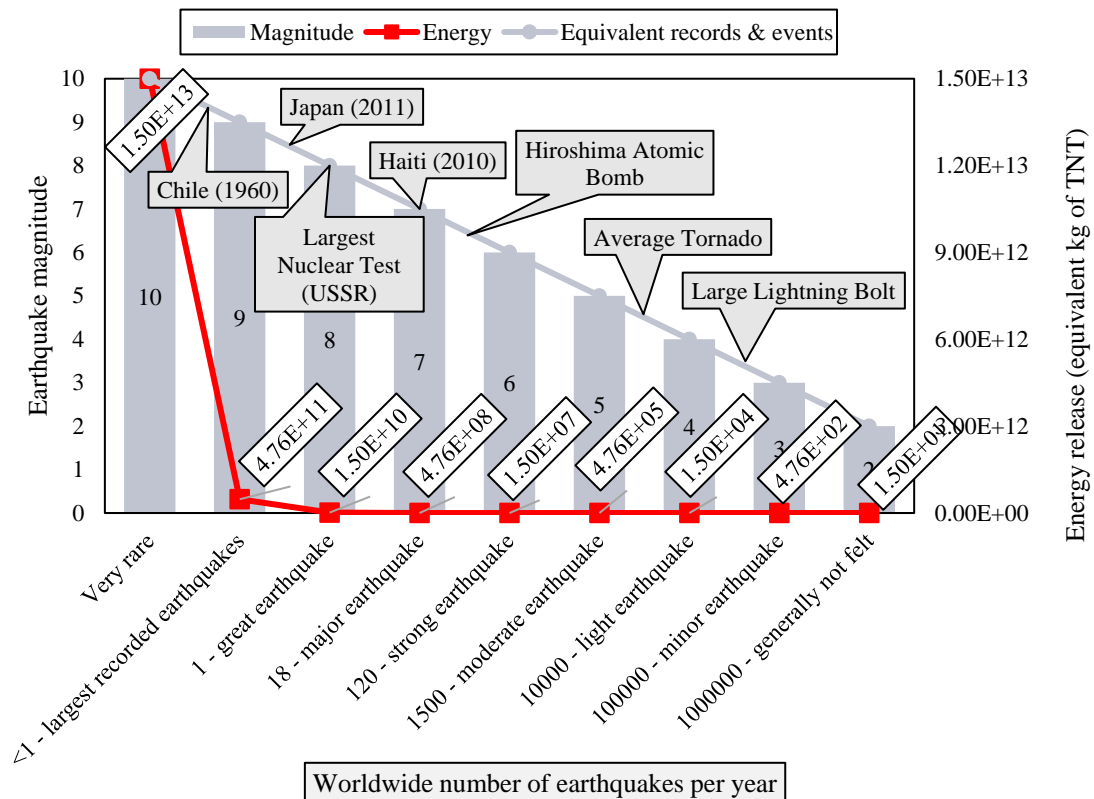 Magnitude Energy Equivalent records & events
Earthquake magnitude
10
9
8
7
6
5
4
3
2
1
0
Energy release (equivalent kg of TNT)
1.50E+13
1.20E+13
9.00E+12
6.00E+12
3.00E+12
0.00E+00
Chile (1960)
Japan (2011)
Largest
Nuclear Test
(USSR)
Haiti (2010)
Hiroshima Atomic
Bomb
Average Tornado
Large Lightning Bolt
10
9
8
7
6
5
4
3
2
1.50E+13
4.76E+11
1.50E+10
4.76E+08
1.50E+07
4.76E+05
1.50E+04
4.76E+02
Very rare
<1 - largest recorded earthquakes
1 - great earthquake
18 - major earthquake
120 - strong earthquake
1500 - moderate earthquake
10000 - light earthquake
100000 - minor earthquake
1000000 - generally not felt
Worldwide number of earthquakes per year